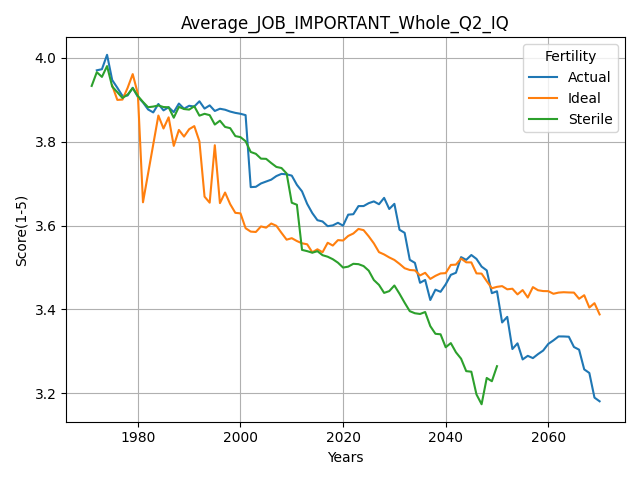 Average_JOB_IMPORTANT_Whole_Q2_IQ
Fertility
Actual
Ideal
Sterile
Score(1-5)
4.0
3.8
3.6
3.4
3.2
1980
2000
2020
2040
2060
Years